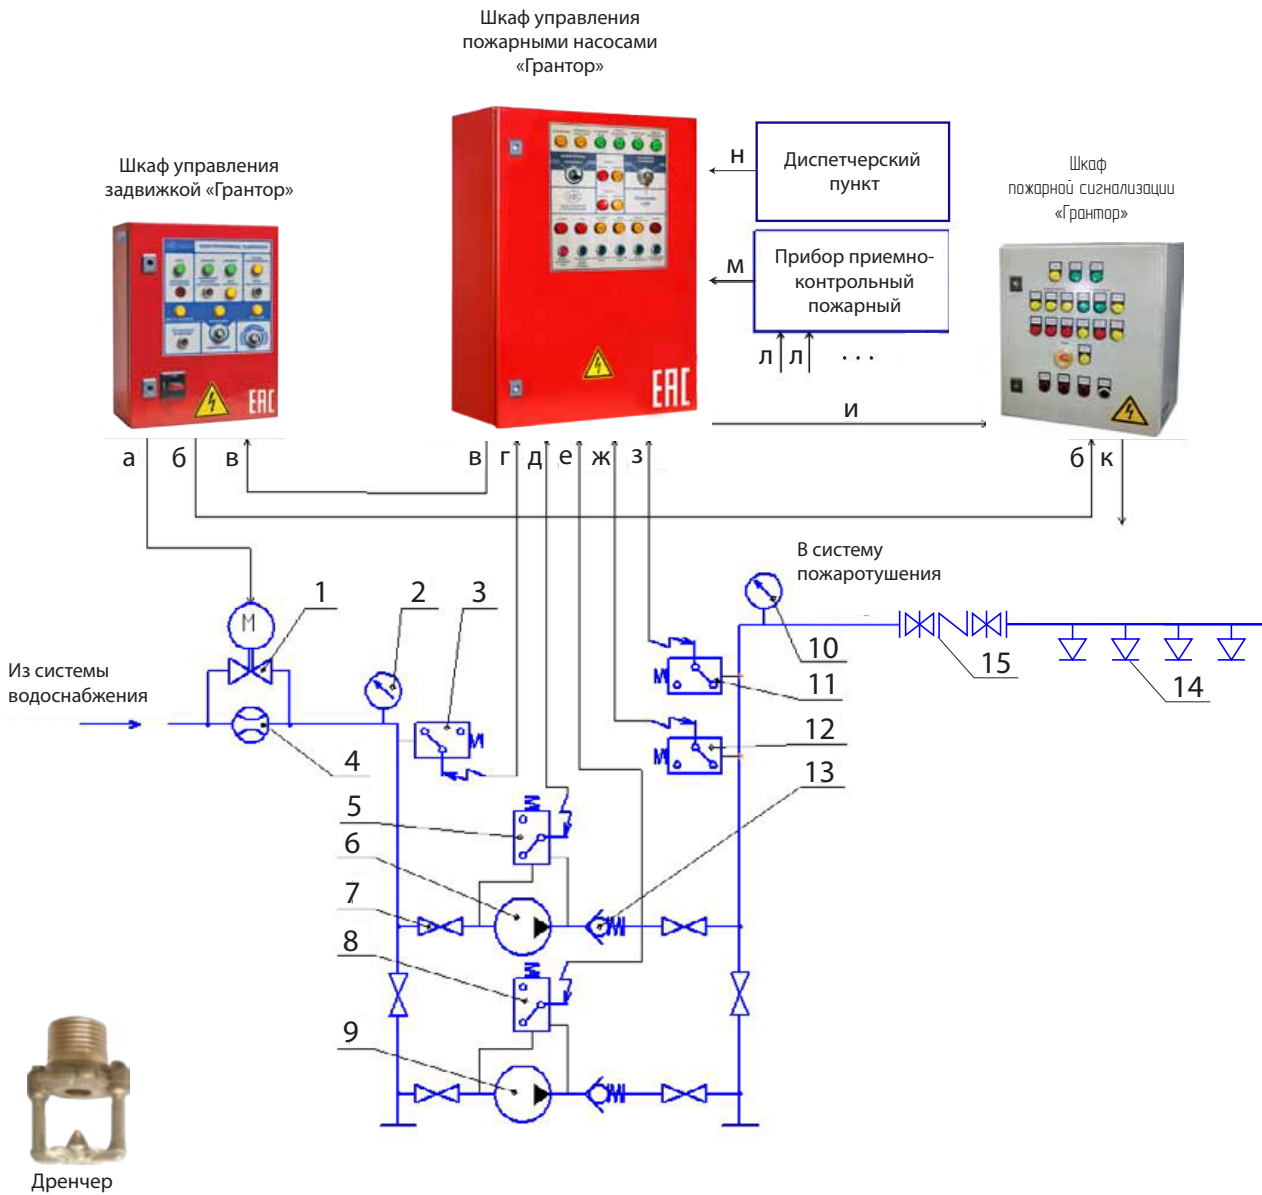 Шкаф управления
пожарными насосами
«Грантор»
Шкаф управления
задвижкой «Грантор»
Диспетчерский
пункт
Шкаф
пожарной сигнализации
«Грантор»
Прибор приемно-
контрольный
пожарный
н
м
л л . . .
и
EAC
EAC
а б в
в г д е ж з
б к
В систему
пожаротушения
Из системы
водоснабжения
M
1
2
3
4
5
6
7
8
9
10
11
12
13
14
15
Дренчер